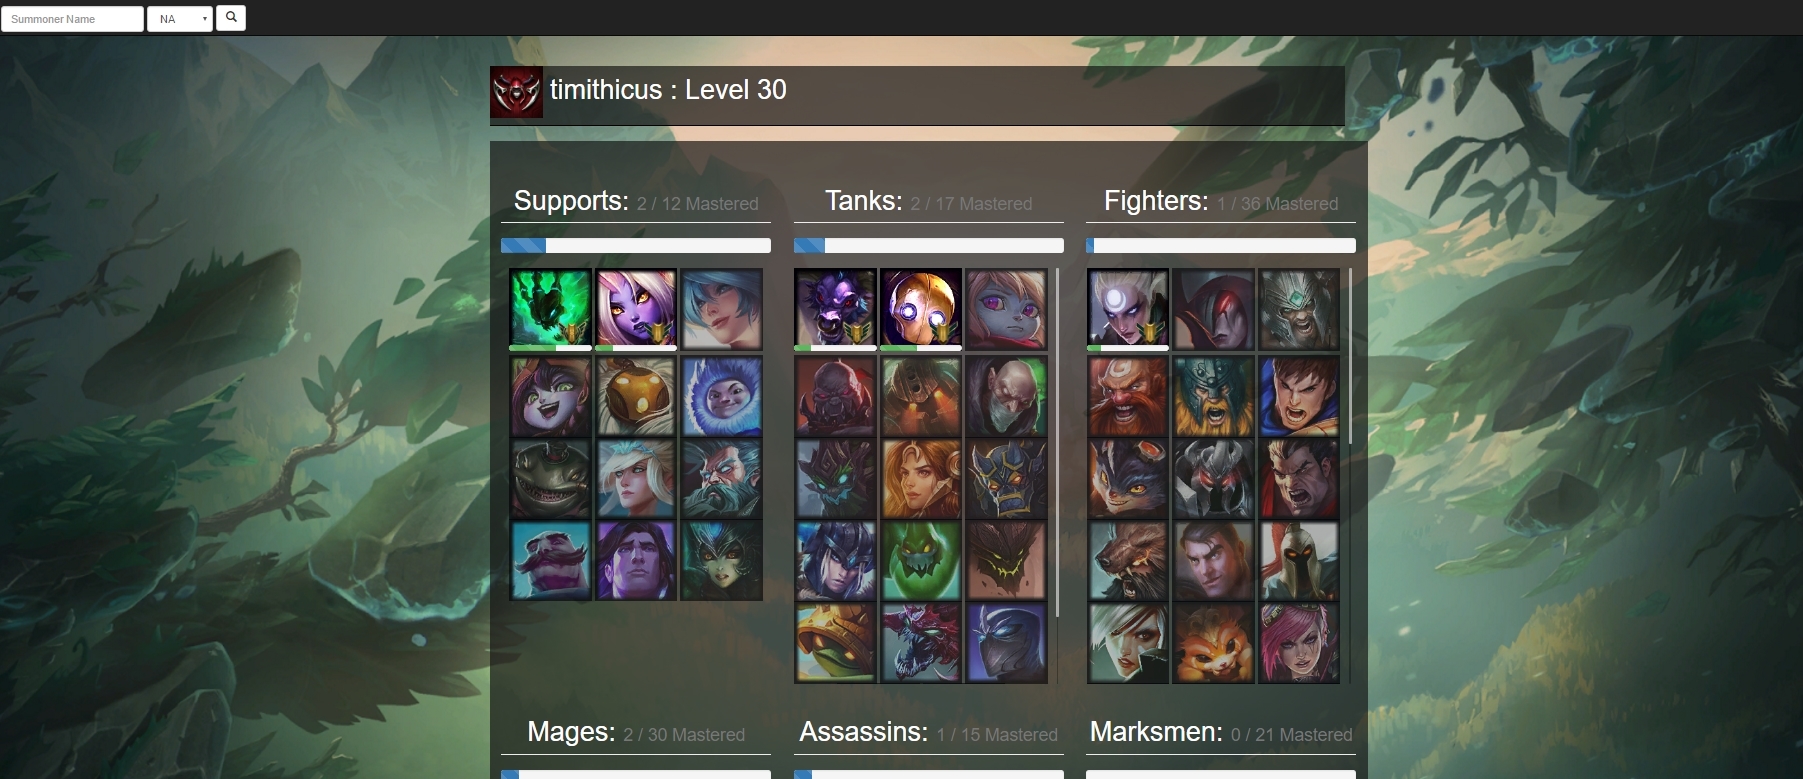 Summoner Name NA
timithicus : Level 30
Supports: 2 / 12 Mastered
Tanks: 2 / 17 Mastered
Fighters: 1 / 36 Mastered
Mages: 2 / 30 Mastered
Assassins: 1 / 15 Mastered
Marksmen: 0 / 21 Mastered